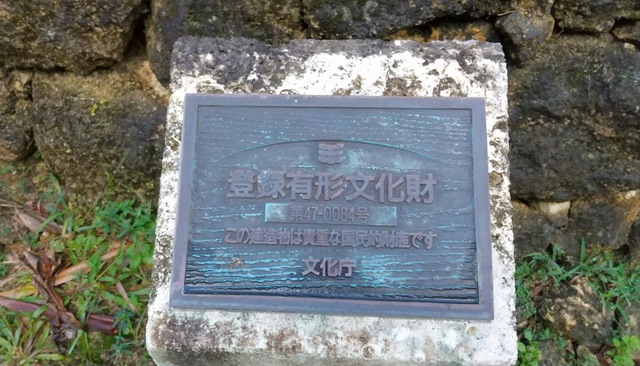 登録有形文化財
第47-0084号
この建造物は貴重な国民的財産です
文化庁